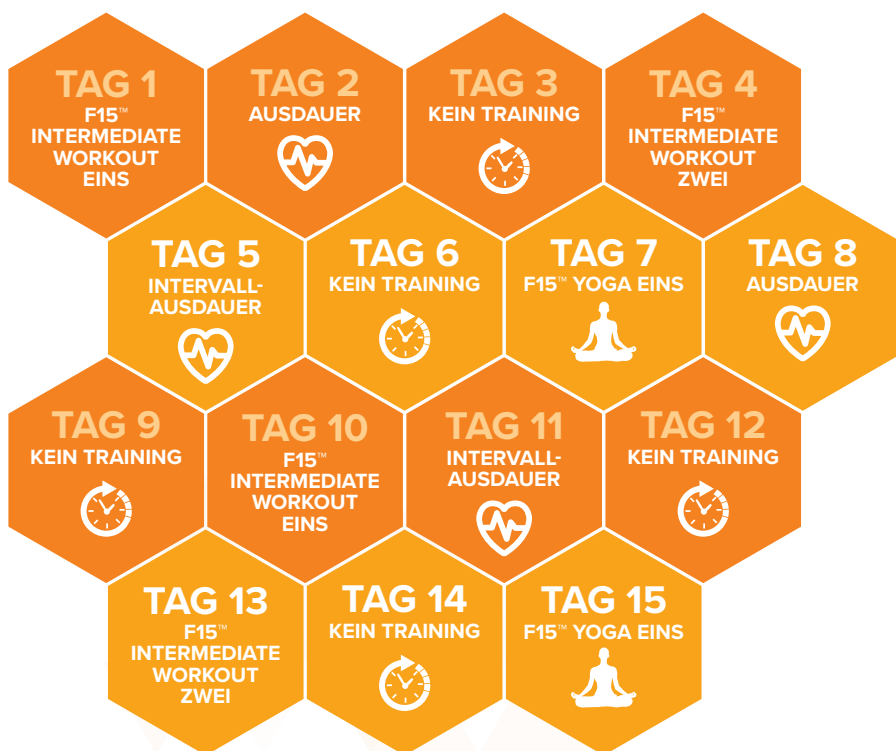 TAG 1
F15™
INTERMEDIATE
WORKOUT
EINS
TAG 2
AUSDAUER
TAG 3
KEIN TRAINING
TAG 4
F15™
INTERMEDIATE
WORKOUT
ZWEI
TAG 5
INTERVALL-
AUSDAUER
TAG 6
KEIN TRAINING
TAG 7
F15™ YOGA EINS
TAG 8
AUSDAUER
TAG 9
KEIN TRAINING
TAG 10
F15™
INTERMEDIATE
WORKOUT
EINS
TAG 11
INTERVALL-
AUSDAUER
TAG 12
KEIN TRAINING
TAG 13
F15™
INTERMEDIATE
WORKOUT
ZWEI
TAG 14
KEIN TRAINING
TAG 15
F15™ YOGA EINS